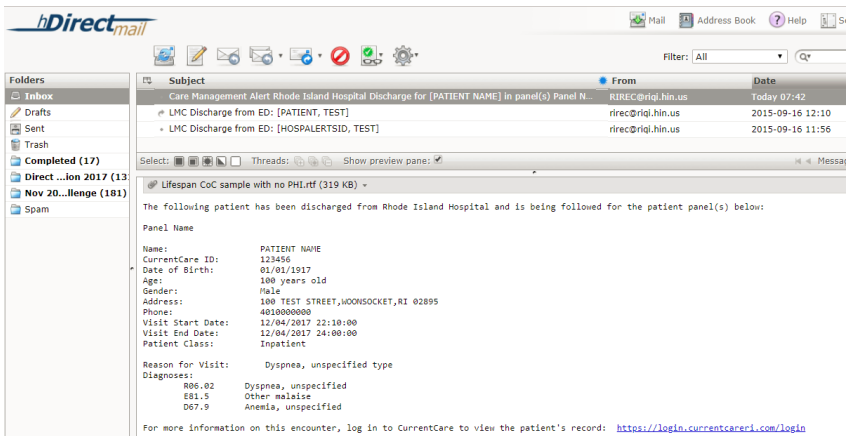 hDirectmail
Mail Address Book Help
Filter: All
Folders
Subject From Date
Inbox
Care Management Alert Rhode Island Hospital Discharge for [PATIENT NAME] in panel(s) Panel N... RIREC@riqi.hin.us Today 07:42
Drafts
LMC Discharge from ED: [PATIENT, TEST] rirec@riqi.hin.us 2015-09-16 12:10
Sent
LMC Discharge from ED: [HOSPALERTSID, TEST] rirec@riqi.hin.us 2015-09-16 11:56
Trash
Completed (17)
Select: Threads: Show preview pane:
Direct ...ion 2017 (13
Nov 20...llenge (181)
Spam
Lifespan CoC sample with no PHI.rtf (319 KB)
The following patient has been discharged from Rhode Island Hospital and is being followed for the patient panel(s) below:
Panel Name
Name: PATIENT NAME
CurrentCare ID: 123456
Date of Birth: 01/01/1917
Age: 100 years old
Gender: Male
Address: 100 TEST STREET,WOONSOCKET,RI 02895
Phone: 4010000000
Visit Start Date: 12/04/2017 22:10:00
Visit End Date: 12/04/2017 24:00:00
Patient Class: Inpatient
Reason for Visit: Dyspnea, unspecified type
Diagnoses:
R06.02 Dyspnea, unspecified
E81.5 Other malaise
D67.9 Anemia, unspecified
For more information on this encounter, log in to CurrentCare to view the patient's record: https://login.currentcareri.com/login